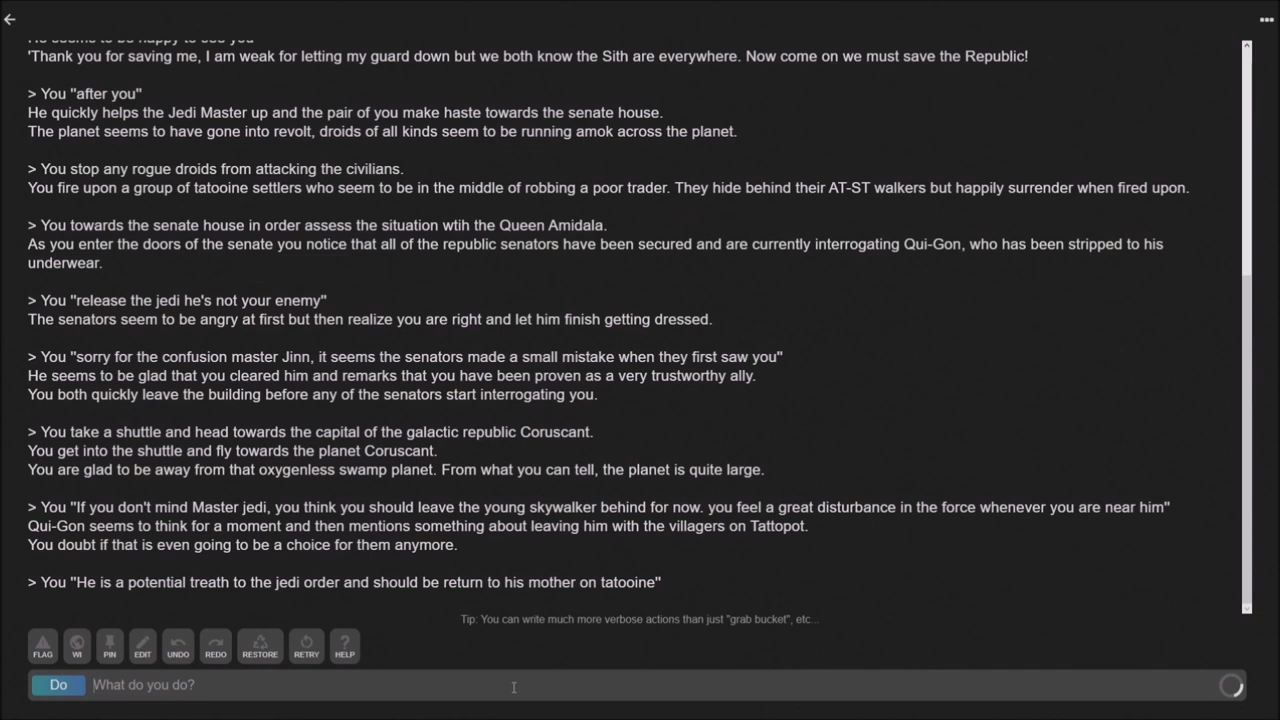 He seems to be happy to see you
'Thank you for saving me, I am weak for letting my guard down but we both know the Sith are everywhere. Now come on we must save the Republic!
> You "after you"
He quickly helps the Jedi Master up and the pair of you make haste towards the senate house.
The planet seems to have gone into revolt, droids of all kinds seem to be running amok across the planet.
> You stop any rogue droids from attacking the civilians.
You fire upon a group of tatooine settlers who seem to be in the middle of robbing a poor trader. They hide behind their AT-ST walkers but happily surrender when fired upon.
> You towards the senate house in order assess the situation wtih the Queen Amidala.
As you enter the doors of the senate you notice that all of the republic senators have been secured and are currently interrogating Qui-Gon, who has been stripped to his
underwear.
> You "release the jedi he's not your enemy"
The senators seem to be angry at first but then realize you are right and let him finish getting dressed.
> You "sorry for the confusion master Jinn, it seems the senators made a small mistake when they first saw you"
He seems to be glad that you cleared him and remarks that you have been proven as a very trustworthy ally.
You both quickly leave the building before any of the senators start interrogating you.
> You take a shuttle and head towards the capital of the galactic republic Coruscant.
You get into the shuttle and fly towards the planet Coruscant.
You are glad to be away from that oxygenless swamp planet. From what you can tell, the planet is quite large.
> You "If you don't mind Master jedi, you think you should leave the young skywalker behind for now. you feel a great disturbance in the force whenever you are near him"
Qui-Gon seems to think for a moment and then mentions something about leaving him with the villagers on Tattopot.
You doubt if that is even going to be a choice for them anymore.
> You "He is a potential treath to the jedi order and should be return to his mother on tatooine"
Tip: You can write much more verbose actions than just "grab bucket", etc...
FLAG WI PIN EDIT UNDO REDO RESTORE RETRY HELP
Do What do you do?